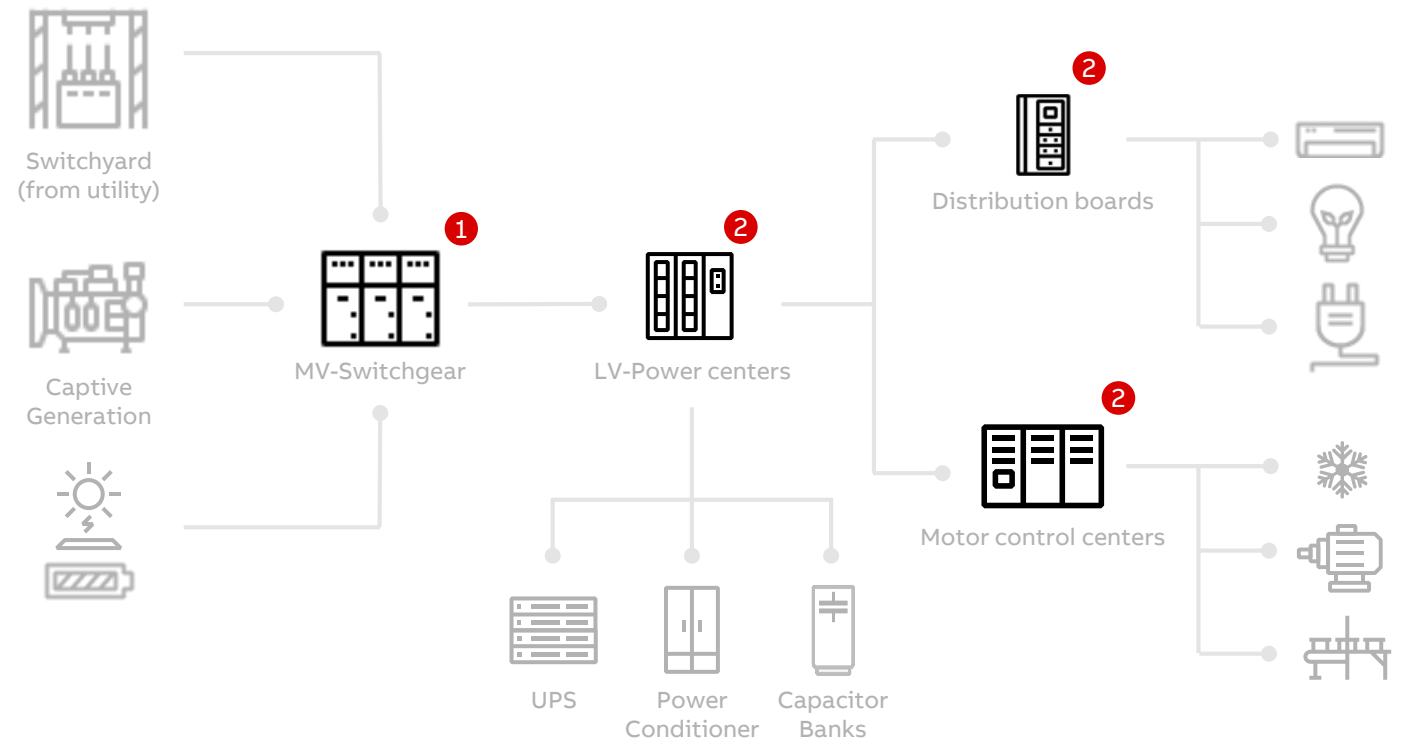 Switchyard
(from utility)
Captive
Generation
1
MV-Switchgear
2
LV-Power centers
2
Distribution boards
2
Motor control centers
UPS
Power
Conditioner
Capacitor
Banks